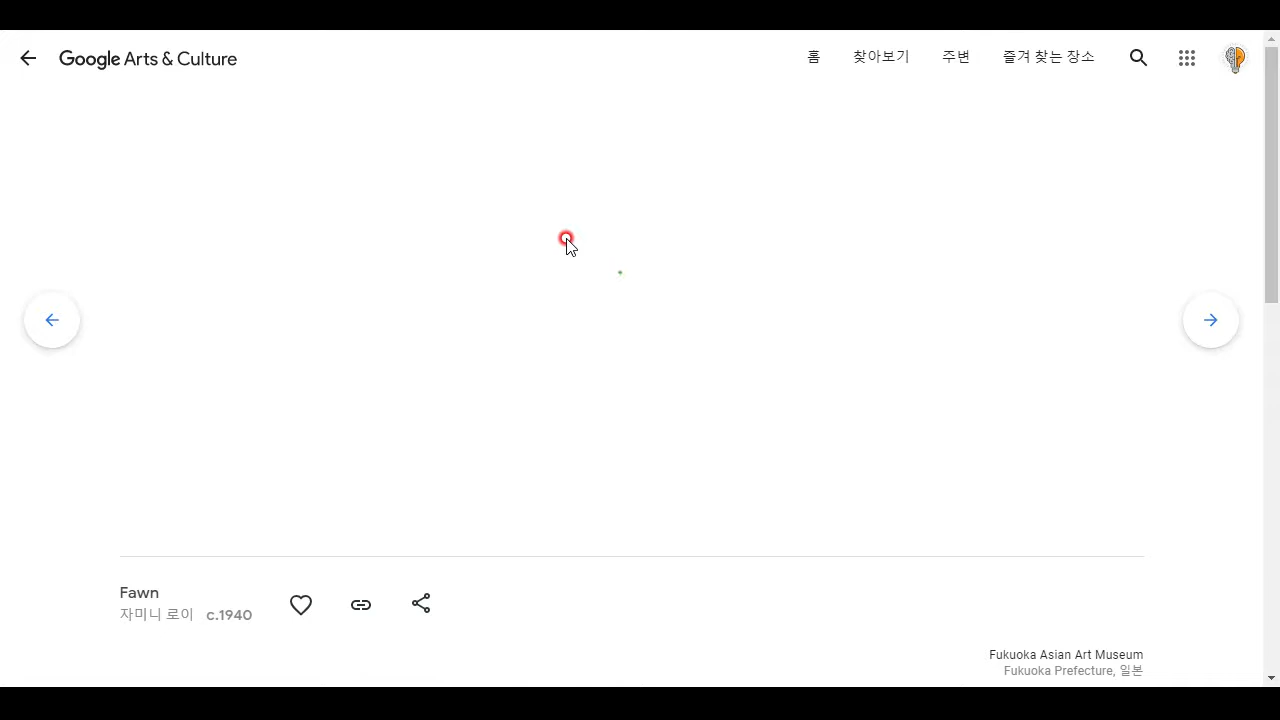 Google Arts & Culture
홈 찾아보기 주변 즐겨 찾는 장소
Fawn
자미니 로이 c.1940
Fukuoka Asian Art Museum
Fukuoka Prefecture, 일본